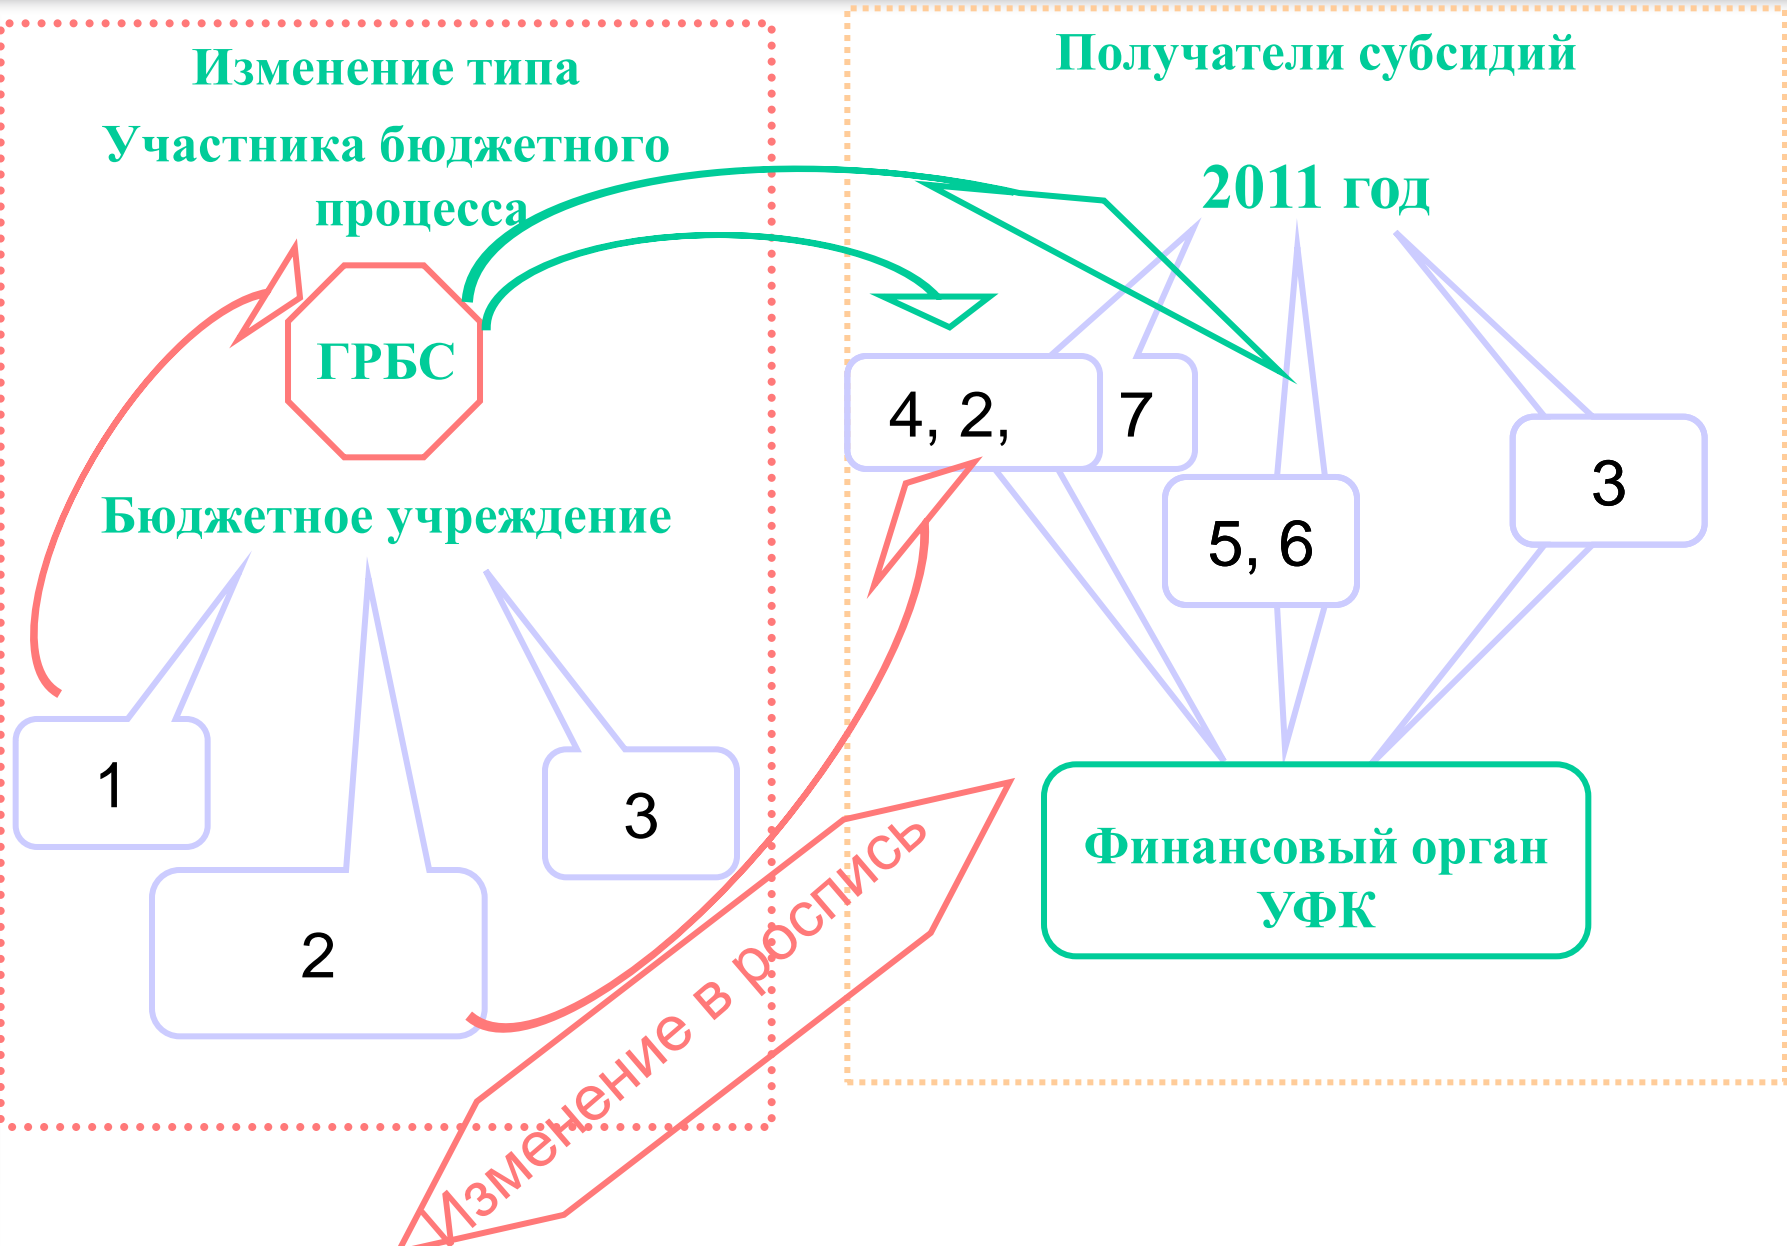 Изменение типа
Участника бюджетного
процесса
ГРБС
Бюджетное учреждение
1
2
3
Получатели субсидий
2011 год
4, 2,
7
5, 6
3
Финансовый орган
УФК
Изменение в роспись